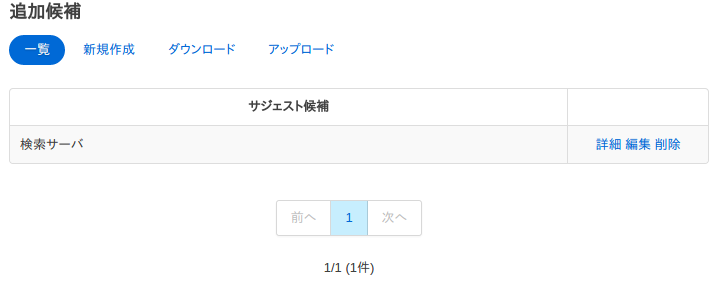 追加候補
一覧 新規作成 ダウンロード アップロード
サジェスト候補
検索サーバ 詳細 編集 削除
前へ 1 次へ
1/1 (1件)